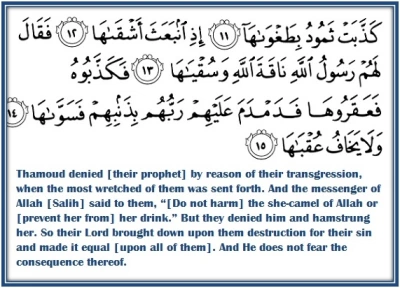 كَذَّبَتْ ثَمُودُ بِطَغْوَىٰهَا ١١ إِذِ ٱنۢبَعَثَ أَشْقَىٰهَا ١٢ فَقَالَ
لَهُمْ رَسُولُ ٱللَّهِ نَاقَةَ ٱللَّهِ وَسُقْيَـٰهَا ١٣ فَكَذَّبُوهُ
فَعَقَرُوهَا فَدَمْدَمَ عَلَيْهِمْ رَبُّهُم بِذَنۢبِهِمْ فَسَوَّىٰهَا ١٤
وَلَا يَخَافُ عُقْبَـٰهَا ١٥
Thamoud denied [their prophet] by reason of their transgression,
when the most wretched of them was sent forth. And the messenger of
Allah [Salih] said to them, “[Do not harm] the she-camel of Allah or
[prevent her from] her drink.” But they denied him and hamstrung
her. So their Lord brought down upon them destruction for their sin
and made it equal [upon all of them]. And He does not fear the
consequence thereof.